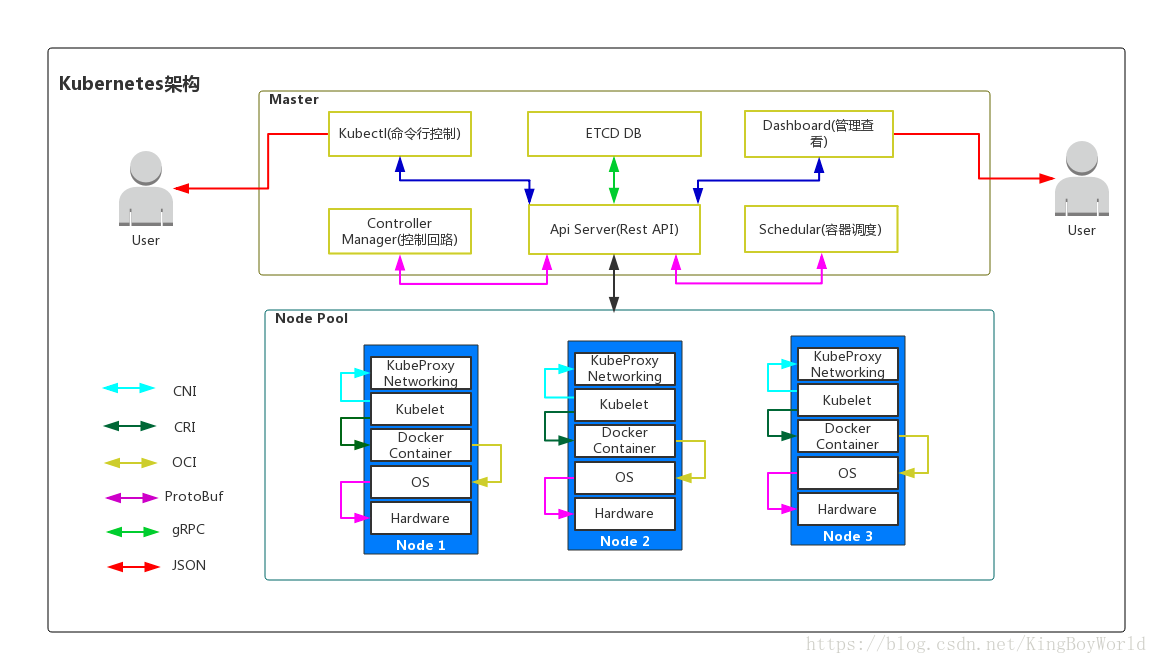 Kubernetes架构
Master
Kubectl(命令行控制)
ETCD DB
Dashboard(管理查
看)
Controller
Manager(控制回路)
Api Server(Rest API)
Schedular(容器调度)
User
User
Node Pool
KubeProxy
Networking
Kubelet
Docker
Container
OS
Hardware
Node 1
KubeProxy
Networking
Kubelet
Docker
Container
OS
Hardware
Node 2
KubeProxy
Networking
Kubelet
Docker
Container
OS
Hardware
Node 3
CNI
CRI
OCI
ProtoBuf
gRPC
JSON
https://blog.csdn.net/KingBoyWorld